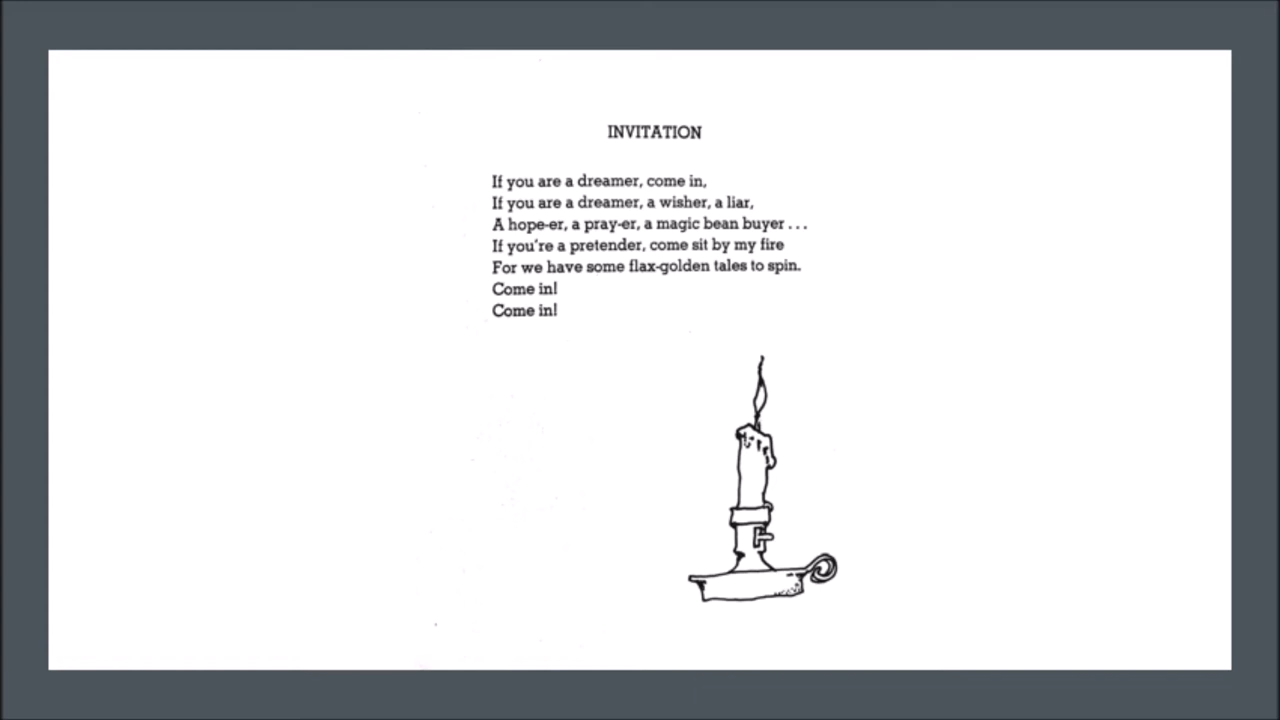 INVITATION
If you are a dreamer, come in,
If you are a dreamer, a wisher, a liar,
A hope-er, a pray-er, a magic bean buyer . . .
If you're a pretender, come sit by my fire
For we have some flax-golden tales to spin.
Come in!
Come in!